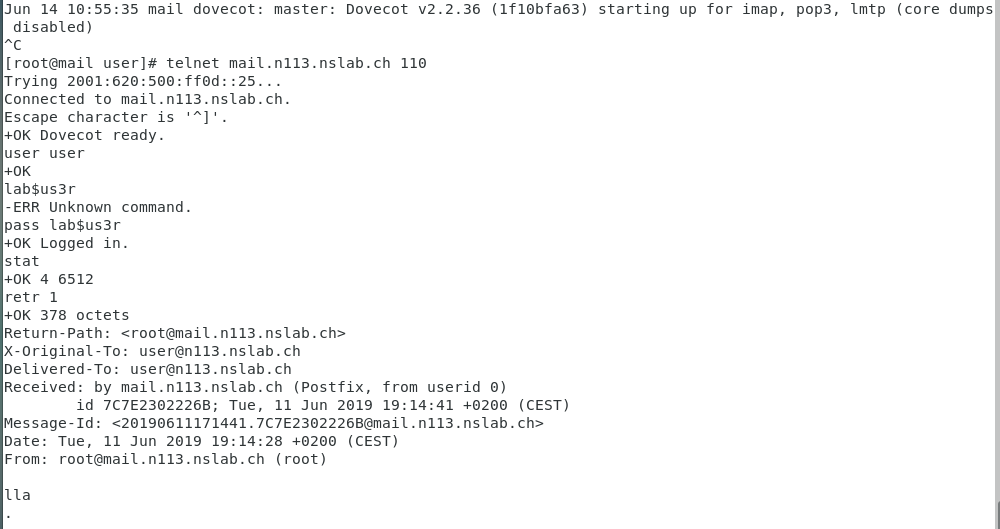 Jun 14 10:55:35 mail dovecot: master: Dovecot v2.2.36 (1f10bfa63) starting up for imap, pop3, lmtp (core dumps
 disabled)
^C
[root@mail user]# telnet mail.n113.nslab.ch 110
Trying 2001:620:500:ff0d::25...
Connected to mail.n113.nslab.ch.
Escape character is '^]'.
+OK Dovecot ready.
user user
+OK
lab$us3r
-ERR Unknown command.
pass lab$us3r
+OK Logged in.
stat
+OK 4 6512
retr 1
+OK 378 octets
Return-Path: <root@mail.n113.nslab.ch>
X-Original-To: user@n113.nslab.ch
Delivered-To: user@n113.nslab.ch
Received: by mail.n113.nslab.ch (Postfix, from userid 0)
        id 7C7E2302226B; Tue, 11 Jun 2019 19:14:41 +0200 (CEST)
Message-Id: <20190611171441.7C7E2302226B@mail.n113.nslab.ch>
Date: Tue, 11 Jun 2019 19:14:28 +0200 (CEST)
From: root@mail.n113.nslab.ch (root)

lla
.